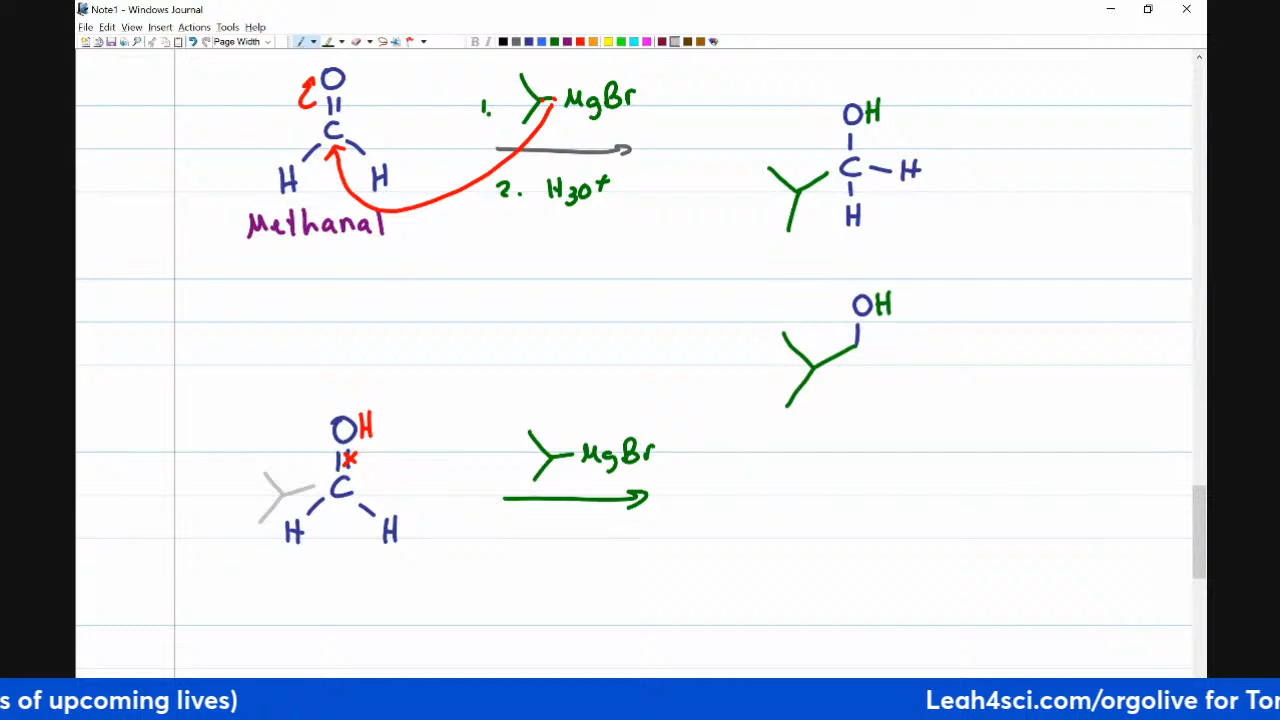 Note1 - Windows Journal
File Edit View Insert Actions Tools Help
Page Width
B I
O
C
H H
Methanal
1. MgBr
2. H3O+
OH
C H
H
OH
OH
C
H H
MgBr
s of upcoming lives)
Leah4sci.com/orgolive for Tor